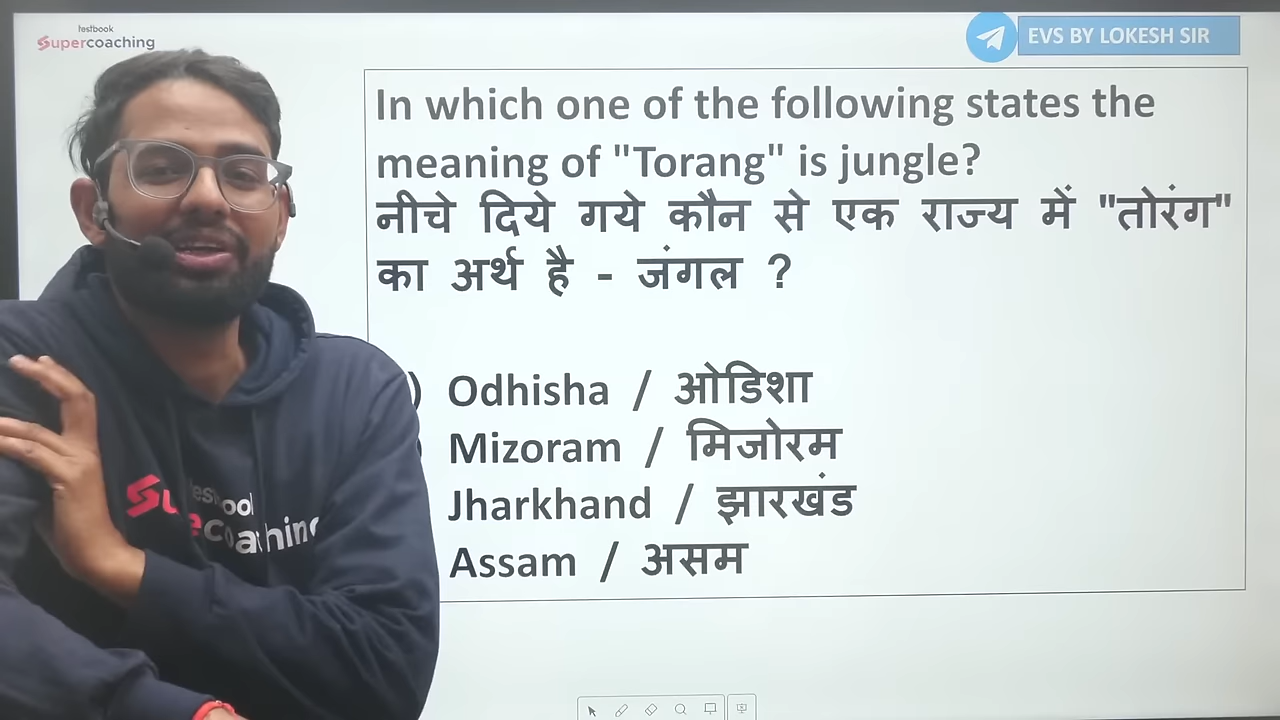 testbook
Supercoaching
EVS BY LOKESH SIR
In which one of the following states the
meaning of "Torang" is jungle?
नीचे दिये गये कौन से एक राज्य में "तोरंग"
का अर्थ है - जंगल ?
) Odhisha / ओडिशा
Mizoram / मिजोरम
Jharkhand / झारखंड
Assam / असम